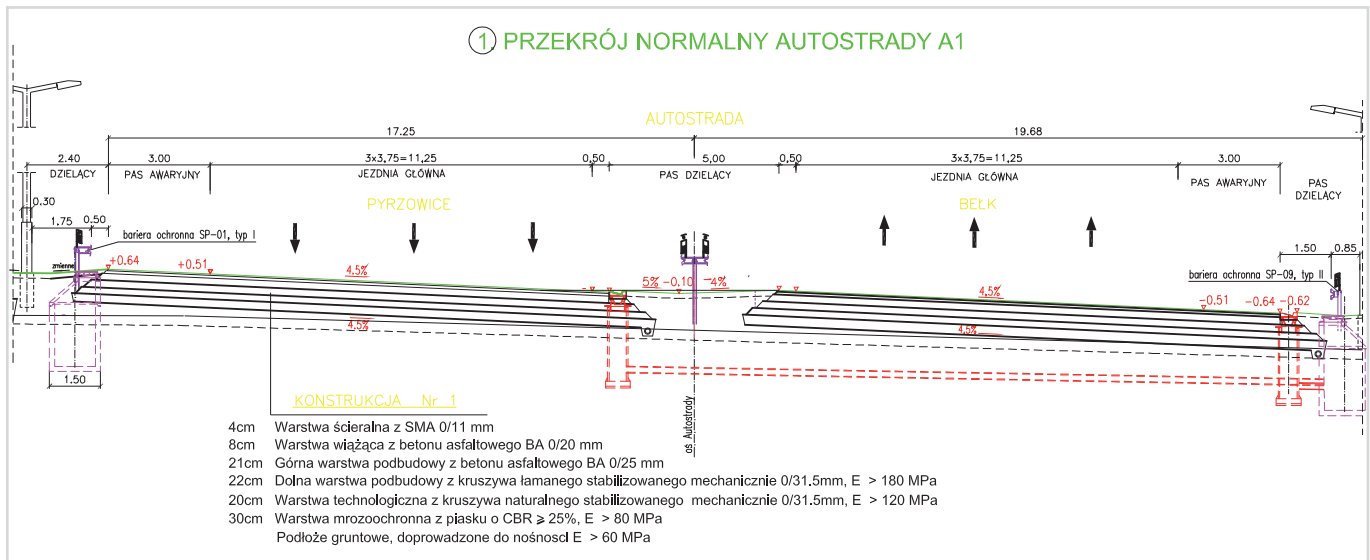 1. PRZEKRÓJ NORMALNY AUTOSTRADY A1
AUTOSTRADA
17.25 19.68
2.40 3.00 3x3,75=11,25 0,50 5,00 0,50 3x3,75=11,25 3.00
DZIELĄCY PAS AWARYJNY JEZDNIA GŁÓWNA PAS DZIELĄCY JEZDNIA GŁÓWNA PAS AWARYJNY PAS DZIELĄCY
0.30 PYRZOWICE BEŁK
1.75 0.50 1.50 0.85
bariera ochronna SP-01, typ I
bariera ochronna SP-09, typ II
zmienne
+0.64 +0.51 4,5% 5% -0,10 -4% 4,5% -0.51 -0.64 -0.62
4,5% 4,5%
1.50
oś Autostrady
KONSTRUKCJA Nr 1
4cm Warstwa ścieralna z SMA 0/11 mm
8cm Warstwa wiążąca z betonu asfaltowego BA 0/20 mm
21cm Górna warstwa podbudowy z betonu asfaltowego BA 0/25 mm
22cm Dolna warstwa podbudowy z kruszywa łamanego stabilizowanego mechanicznie 0/31.5mm, E > 180 MPa
20cm Warstwa technologiczna z kruszywa naturalnego stabilizowanego mechanicznie 0/31.5mm, E > 120 MPa
30cm Warstwa mrozoochronna z piasku o CBR ⩾ 25%, E > 80 MPa
Podłoże gruntowe, doprowadzone do nośnoscI E > 60 MPa